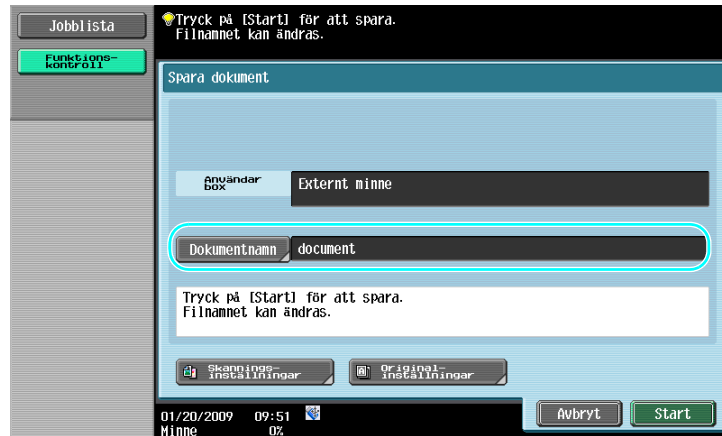 Jobblista
Tryck på [Start] för att spara.
Filnamnet kan ändras.
Funktions-
kontroll
Spara dokument
Användar
box
Externt minne
Dokumentnamn
document
Tryck på [Start] för att spara.
Filnamnet kan ändras.
Skannings-
inställningar
Original-
inställningar
Avbryt
Start
01/20/2009 09:51
Minne 0%